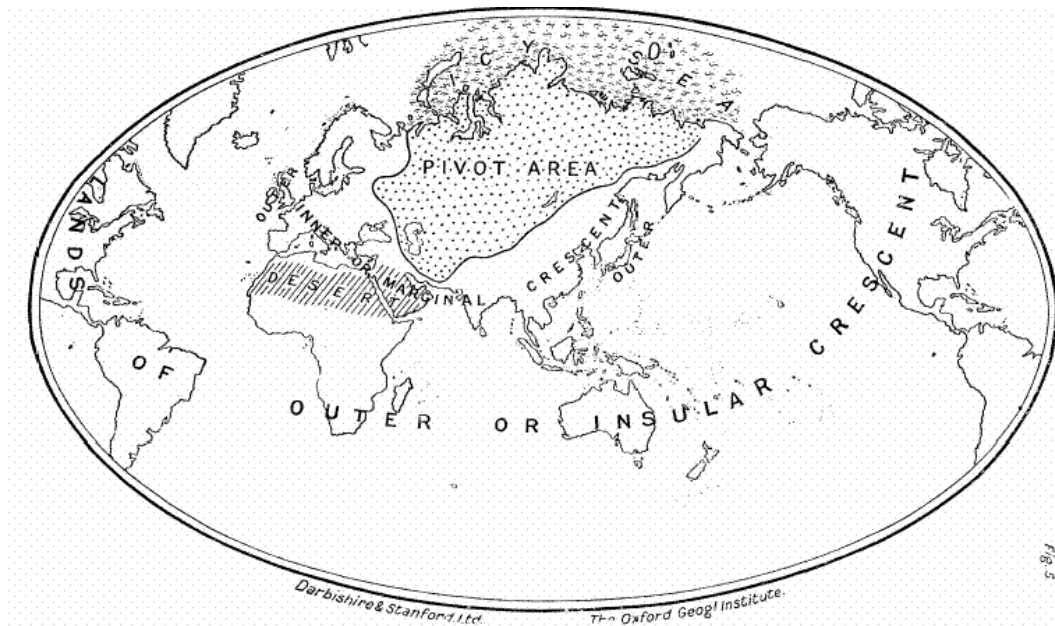 ICY SEA
PIVOT AREA
LANDS OF OUTER OR INSULAR CRESCENT
OUTER
INNER OR MARGINAL CRESCENT
OUTER
DESERT
Fig. 5
Darbishire & Stanford, Ltd.
The Oxford Geogl Institute.